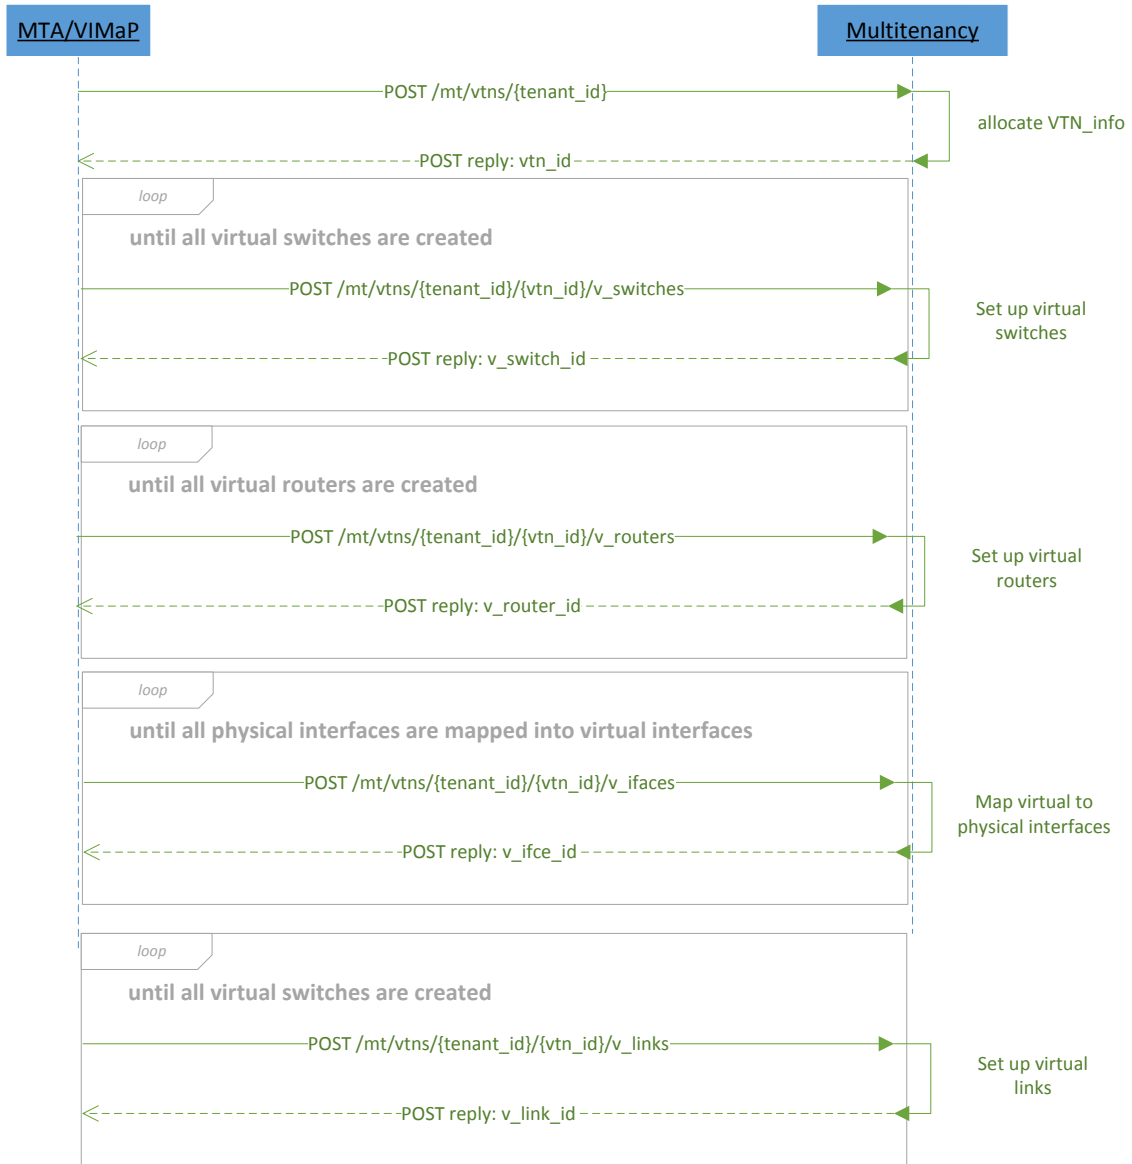 MTA/VIMaP
Multitenancy
POST /mt/vtns/{tenant_id}
allocate VTN_info
POST reply: vtn_id
loop
until all virtual switches are created
POST /mt/vtns/{tenant_id}/{vtn_id}/v_switches
Set up virtual
switches
POST reply: v_switch_id
loop
until all virtual routers are created
POST /mt/vtns/{tenant_id}/{vtn_id}/v_routers
Set up virtual
routers
POST reply: v_router_id
loop
until all physical interfaces are mapped into virtual interfaces
POST /mt/vtns/{tenant_id}/{vtn_id}/v_ifaces
Map virtual to
physical interfaces
POST reply: v_ifce_id
loop
until all virtual switches are created
POST /mt/vtns/{tenant_id}/{vtn_id}/v_links
Set up virtual
links
POST reply: v_link_id